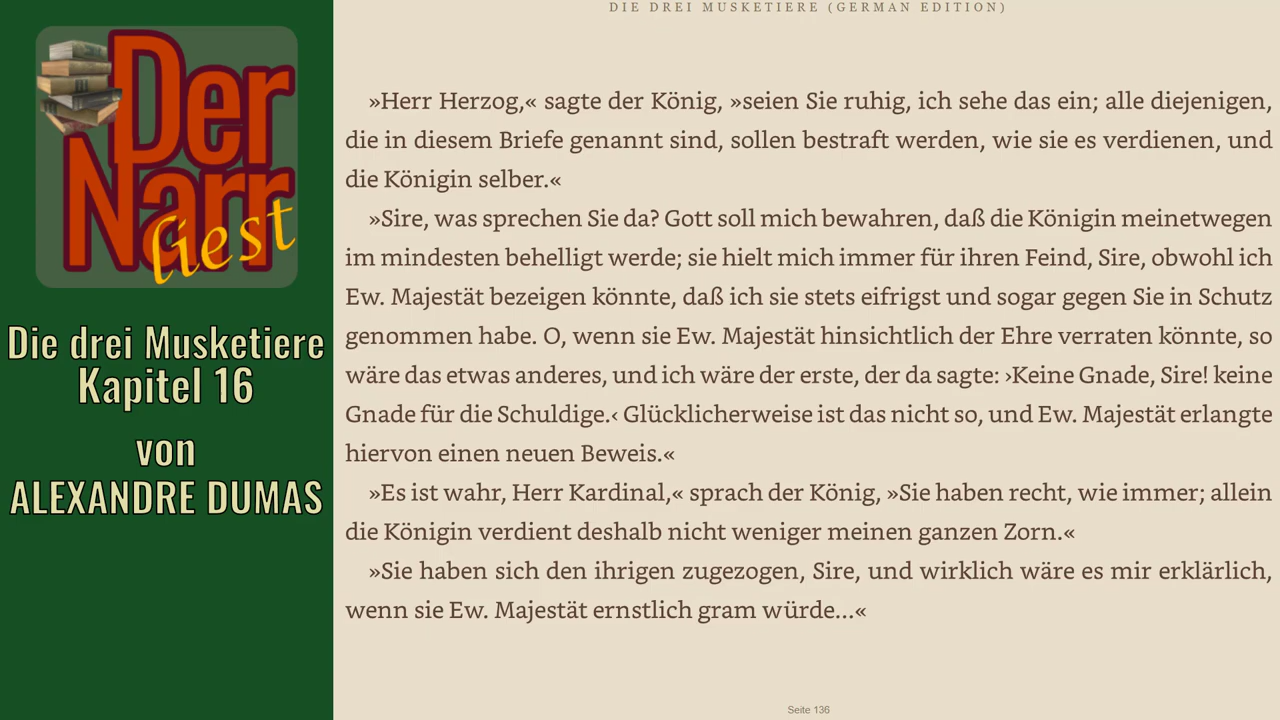 Der
Narr
liest
Die drei Musketiere
Kapitel 16
von
ALEXANDRE DUMAS
DIE DREI MUSKETIERE (GERMAN EDITION)
»Herr Herzog,« sagte der König, »seien Sie ruhig, ich sehe das ein; alle diejenigen,
die in diesem Briefe genannt sind, sollen bestraft werden, wie sie es verdienen, und
die Königin selber.«
»Sire, was sprechen Sie da? Gott soll mich bewahren, daß die Königin meinetwegen
im mindesten behelligt werde; sie hielt mich immer für ihren Feind, Sire, obwohl ich
Ew. Majestät bezeigen könnte, daß ich sie stets eifrigst und sogar gegen Sie in Schutz
genommen habe. O, wenn sie Ew. Majestät hinsichtlich der Ehre verraten könnte, so
wäre das etwas anderes, und ich wäre der erste, der da sagte: ›Keine Gnade, Sire! keine
Gnade für die Schuldige.‹ Glücklicherweise ist das nicht so, und Ew. Majestät erlangte
hiervon einen neuen Beweis.«
»Es ist wahr, Herr Kardinal,« sprach der König, »Sie haben recht, wie immer; allein
die Königin verdient deshalb nicht weniger meinen ganzen Zorn.«
»Sie haben sich den ihrigen zugezogen, Sire, und wirklich wäre es mir erklärlich,
wenn sie Ew. Majestät ernstlich gram würde...«
Seite 136